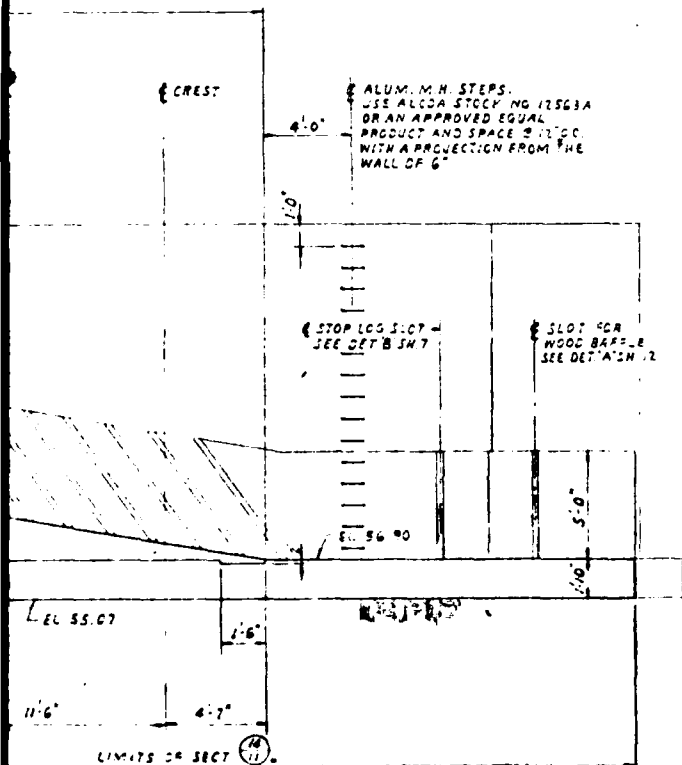 ℄ CREST
℄ ALUM. M.H. STEPS.
USE ALCOA STOCK NO 12563A
OR AN APPROVED EQUAL
PRODUCT AND SPACE @ 12" O.C.
WITH A PROJECTION FROM THE
WALL OF 6"
4'-0"
1'-0"
℄ STOP LOG SLOT
SEE DET B SH. 7
℄ SLOT FOR
WOOD BAFFLE
SEE DET A SH. 12
5'-0"
2"
EL 56.90
1'-10"
EL 55.07
1'-6"
11'-6"
4'-7"
LIMITS OF SECT
11